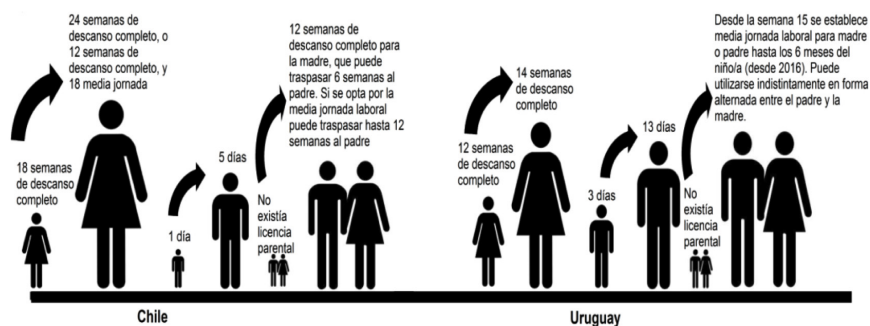 24 semanas de
descanso completo, o
12 semanas de
descanso completo, y
18 media jornada
18 semanas
de descanso
completo
1 día
5 días
12 semanas de
descanso completo para
la madre, que puede
traspasar 6 semanas al
padre. Si se opta por la
media jornada laboral
puede traspasar hasta 12
semanas al padre
No
existía
licencia
parental
Chile
14 semanas
de descanso
completo
12 semanas
de descanso
completo
3 días
13 días
Desde la semana 15 se establece
media jornada laboral para madre
o padre hasta los 6 meses del
niño/a (desde 2016). Puede
utilizarse indistintamente en forma
alternada entre el padre y la
madre.
No
existía
licencia
parental
Uruguay